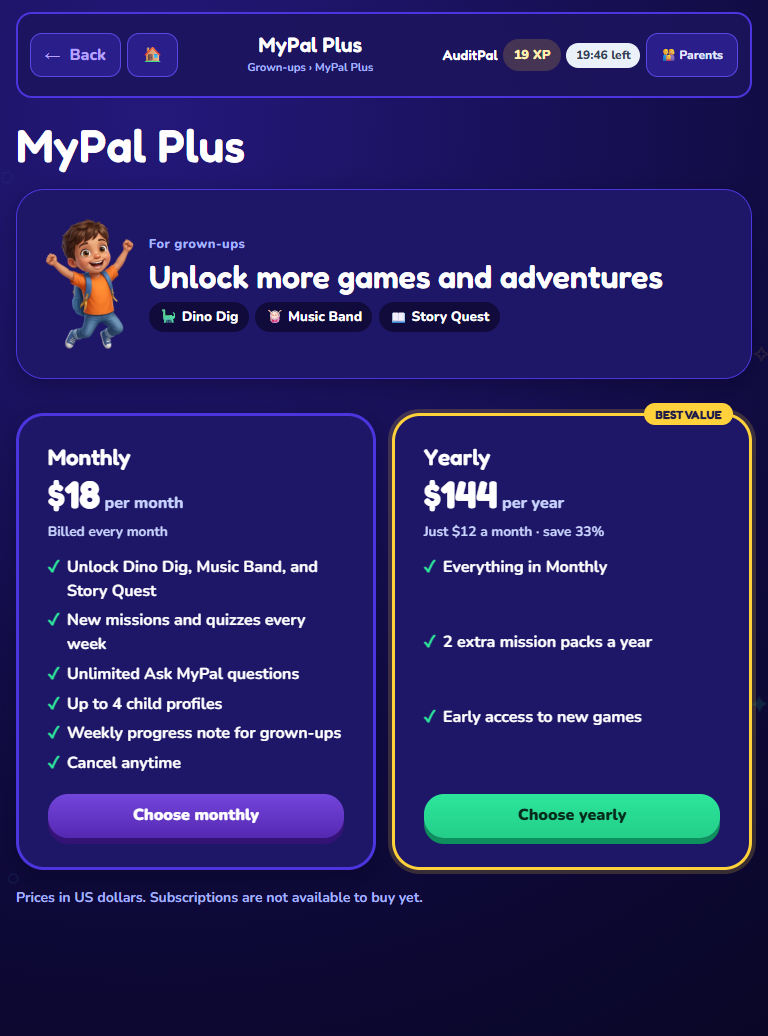 ← Back
MyPal Plus
Grown-ups › MyPal Plus
AuditPal
19 XP
19:46 left
Parents
MyPal Plus
For grown-ups
Unlock more games and adventures
Dino Dig
Music Band
Story Quest
Monthly
$18 per month
Billed every month
✓ Unlock Dino Dig, Music Band, and
Story Quest
✓ New missions and quizzes every
week
✓ Unlimited Ask MyPal questions
✓ Up to 4 child profiles
✓ Weekly progress note for grown-ups
✓ Cancel anytime
Choose monthly
BEST VALUE
Yearly
$144 per year
Just $12 a month · save 33%
✓ Everything in Monthly
✓ 2 extra mission packs a year
✓ Early access to new games
Choose yearly
Prices in US dollars. Subscriptions are not available to buy yet.